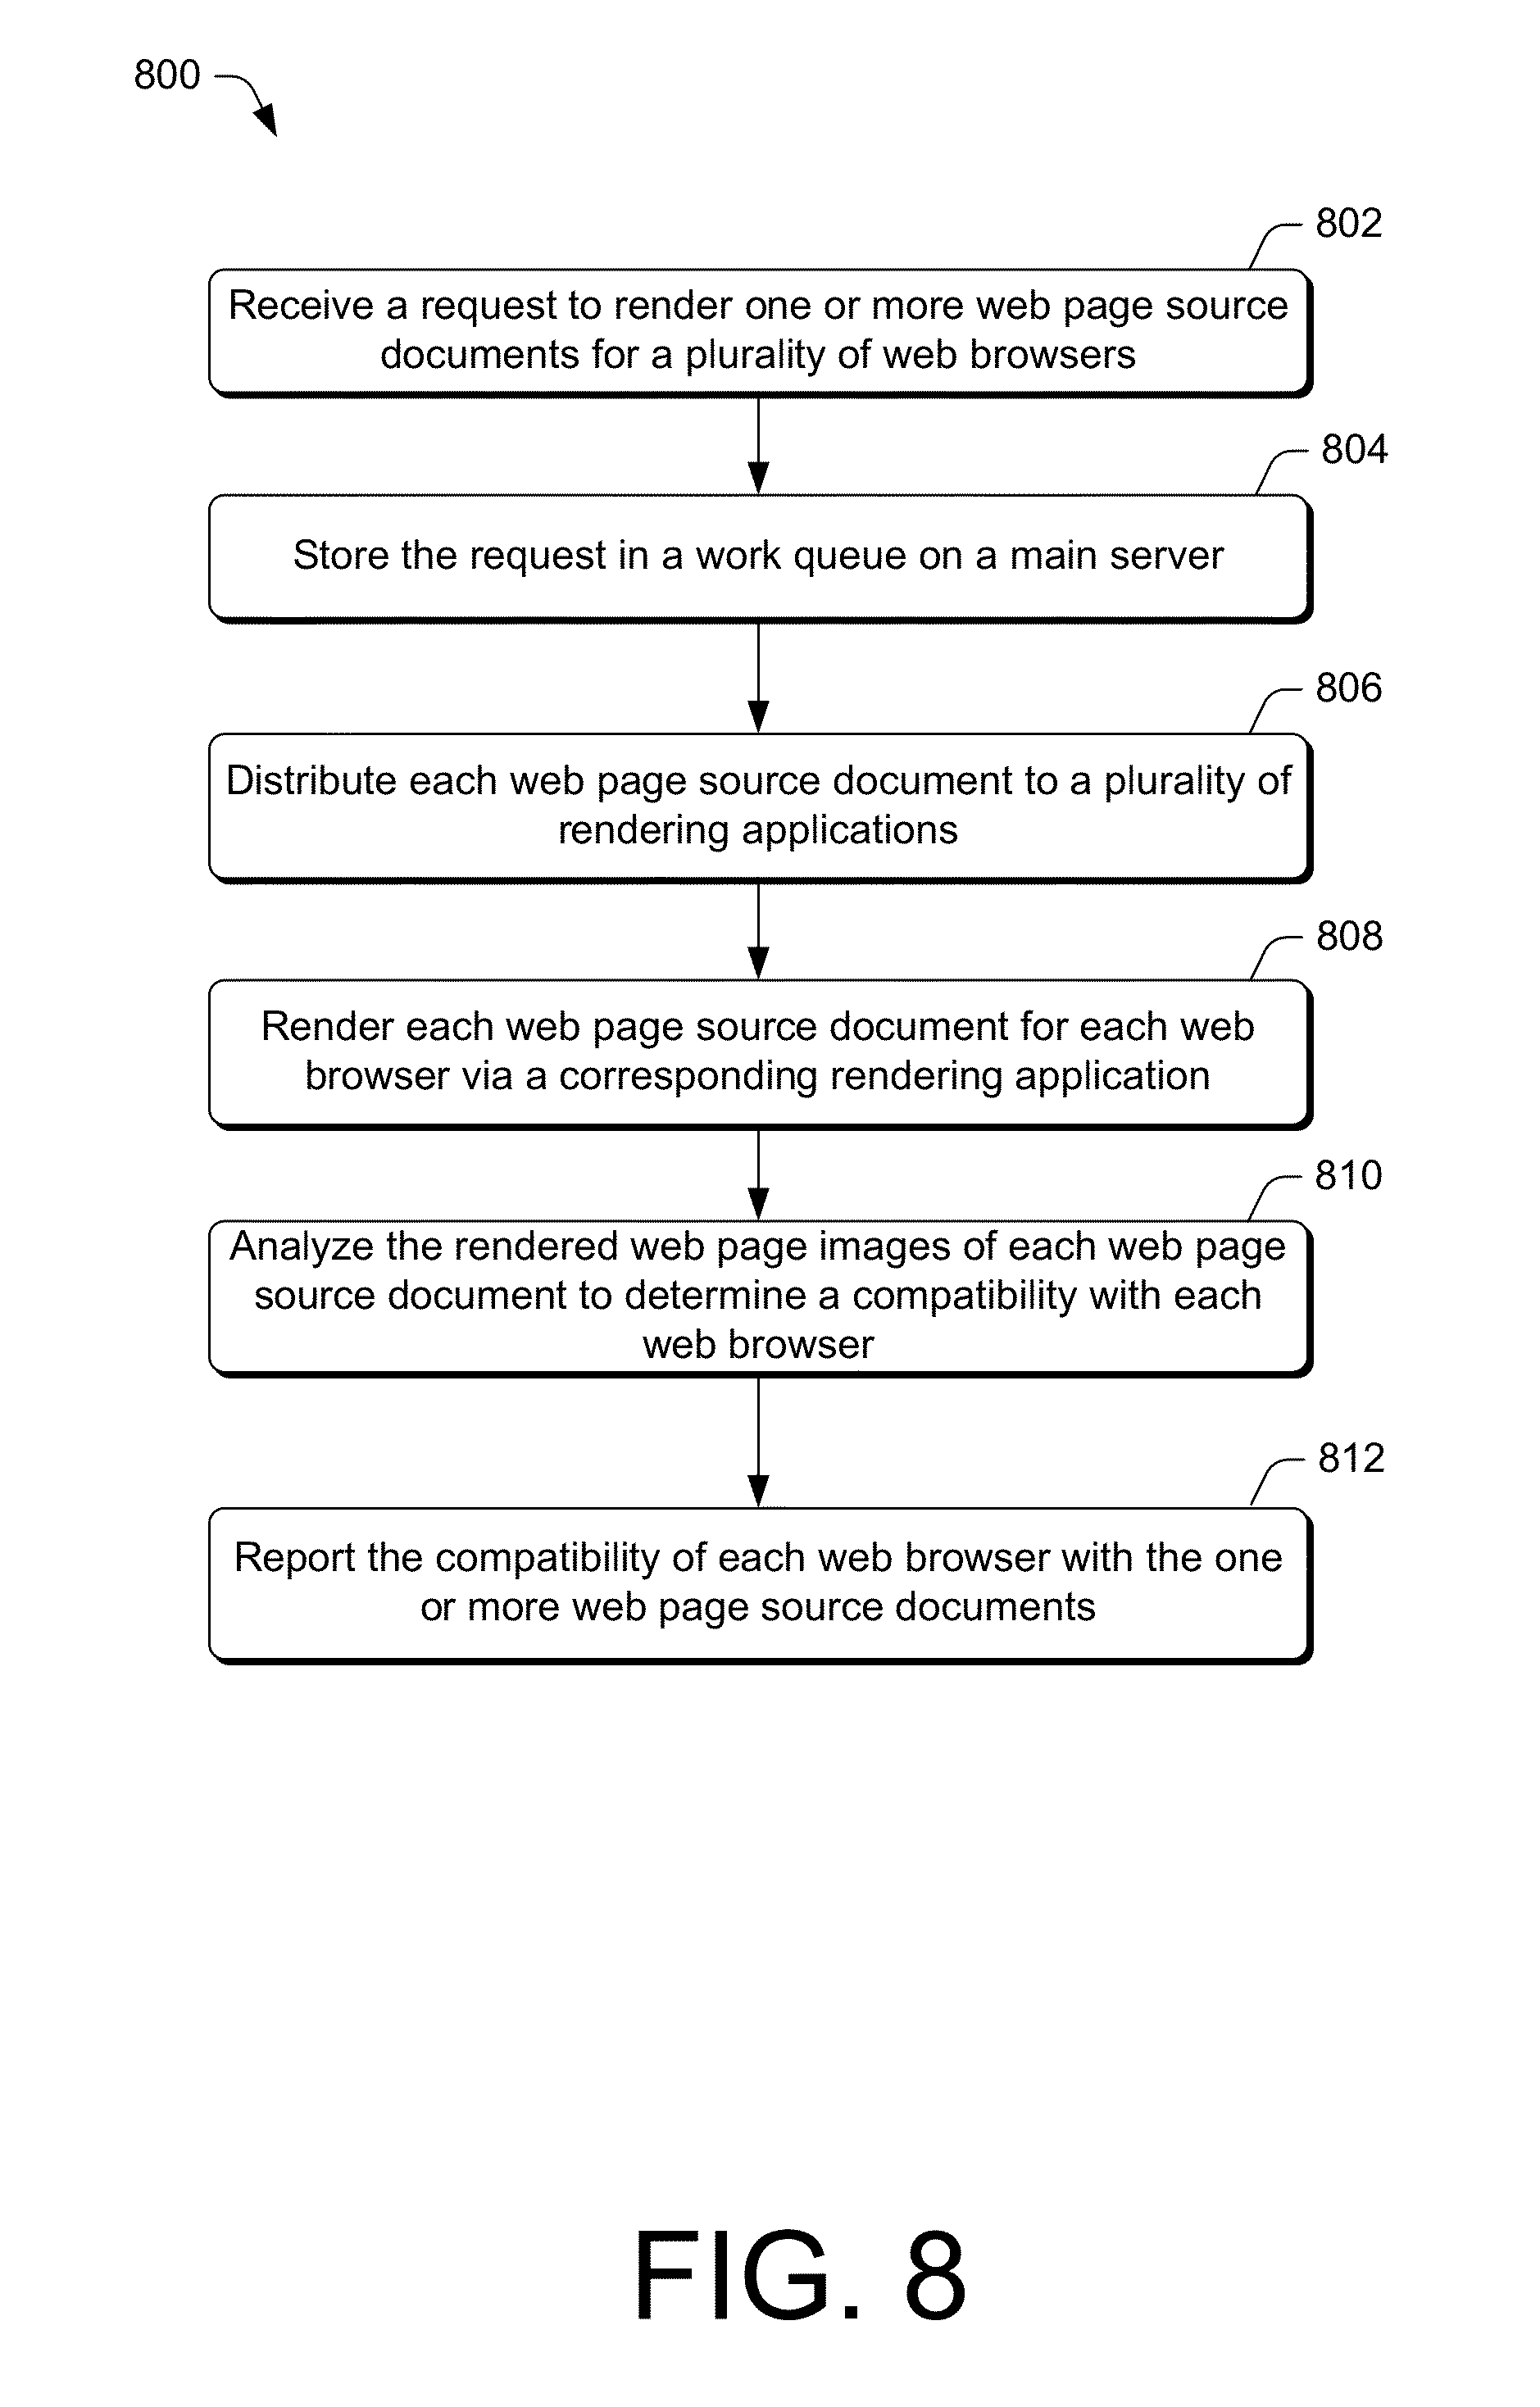 800
802
Receive a request to render one or more web page source
documents for a plurality of web browsers
804
Store the request in a work queue on a main server
806
Distribute each web page source document to a plurality of
rendering applications
808
Render each web page source document for each web
browser via a corresponding rendering application
810
Analyze the rendered web page images of each web page
source document to determine a compatibility with each
web browser
812
Report the compatibility of each web browser with the one
or more web page source documents
FIG. 8